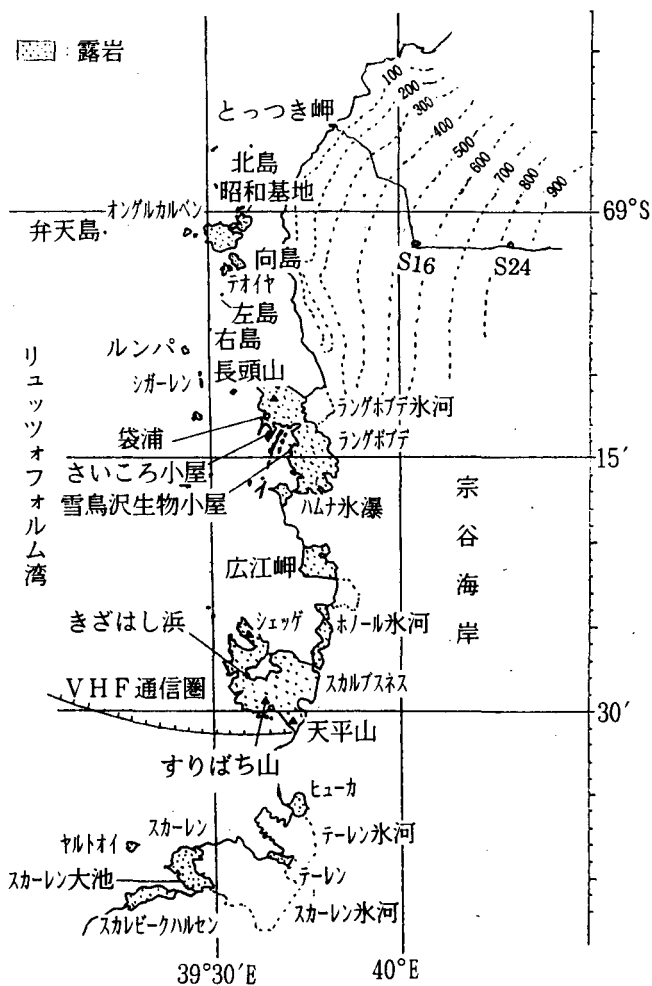 :露岩
100
200
300
400
500
600
700
800
900
とっつき岬
北島
昭和基地
オングルカルベン
69°S
弁天島
向島
S16
S24
テオイヤ
左島
右島
ルンパ
長頭山
シガーレン
リュッツォフォルム湾
ラングホブデ氷河
袋浦
ラングホブデ
さいころ小屋
15′
雪鳥沢生物小屋
ハムナ氷瀑
宗谷海岸
広江岬
きざはし浜
シェッゲ
ホノール氷河
VHF通信圏
スカルブスネス
30′
天平山
すりばち山
ヒューカ
スカーレン
テーレン氷河
ヤルトオイ
スカーレン大池
テーレン
スカーレン氷河
スカレビークハルセン
39°30′E
40°E